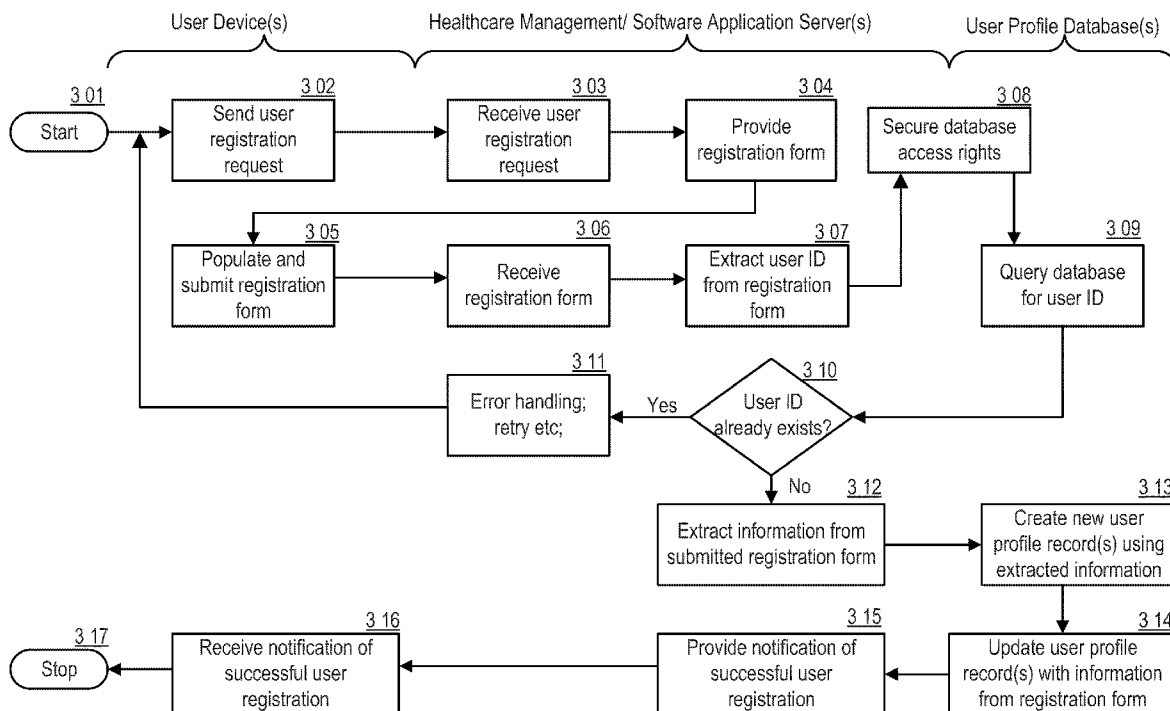 User Device(s)
Healthcare Management/ Software Application Server(s)
User Profile Database(s)
3 01
Start
3 02
Send user
registration
request
3 03
Receive user
registration
request
3 04
Provide
registration form
3 08
Secure database
access rights
3 05
Populate and
submit registration
form
3 06
Receive
registration form
3 07
Extract user ID
from registration
form
3 09
Query database
for user ID
3 11
Error handling;
retry etc;
Yes
3 10
User ID
already exists?
No
3 12
Extract information from
submitted registration form
3 13
Create new user
profile record(s) using
extracted information
3 17
Stop
3 16
Receive notification of
successful user
registration
3 15
Provide notification of
successful user
registration
3 14
Update user profile
record(s) with information
from registration form